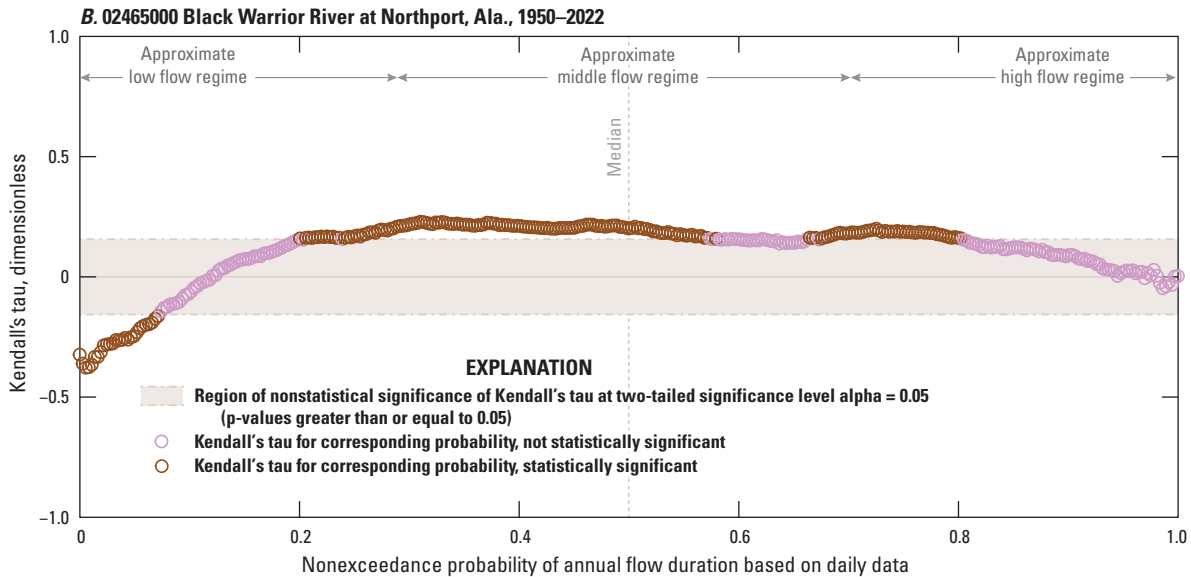 B. 02465000 Black Warrior River at Northport, Ala., 1950–2022
1.0
Approximate
low flow regime
Approximate
middle flow regime
Approximate
high flow regime
Median
0.5
0
−0.5
−1.0
Kendall's tau, dimensionless
EXPLANATION
Region of nonstatistical significance of Kendall's tau at two-tailed significance level alpha = 0.05
(p-values greater than or equal to 0.05)
Kendall's tau for corresponding probability, not statistically significant
Kendall's tau for corresponding probability, statistically significant
0
0.2
0.4
0.6
0.8
1.0
Nonexceedance probability of annual flow duration based on daily data